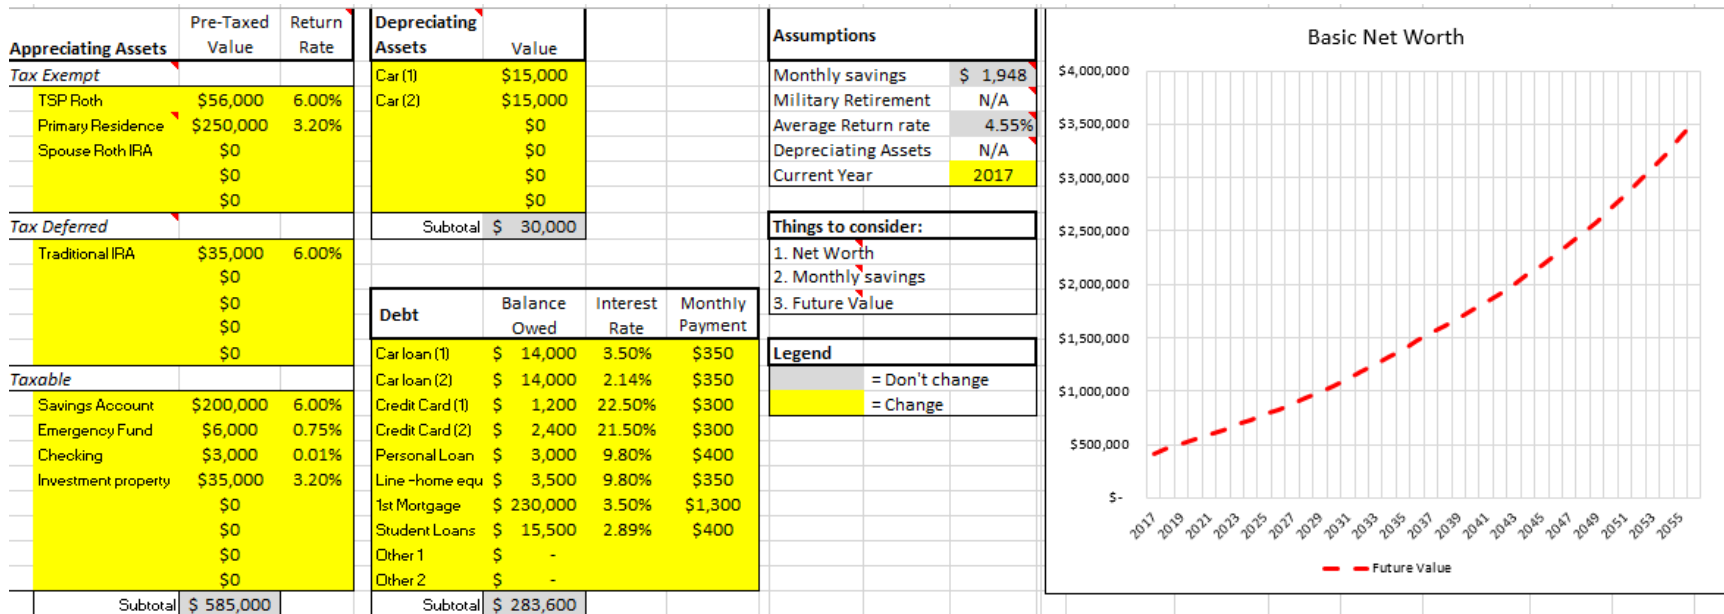 Appreciating Assets Pre-Taxed Value Return Rate
Tax Exempt
TSP Roth $56,000 6.00%
Primary Residence $250,000 3.20%
Spouse Roth IRA $0
$0
$0
Tax Deferred
Traditional IRA $35,000 6.00%
$0
$0
$0
$0
Taxable
Savings Account $200,000 6.00%
Emergency Fund $6,000 0.75%
Checking $3,000 0.01%
Investment property $35,000 3.20%
$0
$0
$0
$0
Subtotal $ 585,000
Depreciating Assets Value
Car (1) $15,000
Car (2) $15,000
$0
$0
$0
$0
Subtotal $ 30,000
Debt Balance Owed Interest Rate Monthly Payment
Car loan (1) $ 14,000 3.50% $350
Car loan (2) $ 14,000 2.14% $350
Credit Card (1) $ 1,200 22.50% $300
Credit Card (2) $ 2,400 21.50% $300
Personal Loan $ 3,000 9.80% $400
Line -home equ $ 3,500 9.80% $350
1st Mortgage $ 230,000 3.50% $1,300
Student Loans $ 15,500 2.89% $400
Other 1 $ -
Other 2 $ -
Subtotal $ 283,600
Assumptions
Monthly savings $ 1,948
Military Retirement N/A
Average Return rate 4.55%
Depreciating Assets N/A
Current Year 2017
Things to consider:
1. Net Worth
2. Monthly savings
3. Future Value
Legend
= Don't change
= Change
Basic Net Worth
$4,000,000
$3,500,000
$3,000,000
$2,500,000
$2,000,000
$1,500,000
$1,000,000
$500,000
$-
2017 2019 2021 2023 2025 2027 2029 2031 2033 2035 2037 2039 2041 2043 2045 2047 2049 2051 2053 2055
Future Value